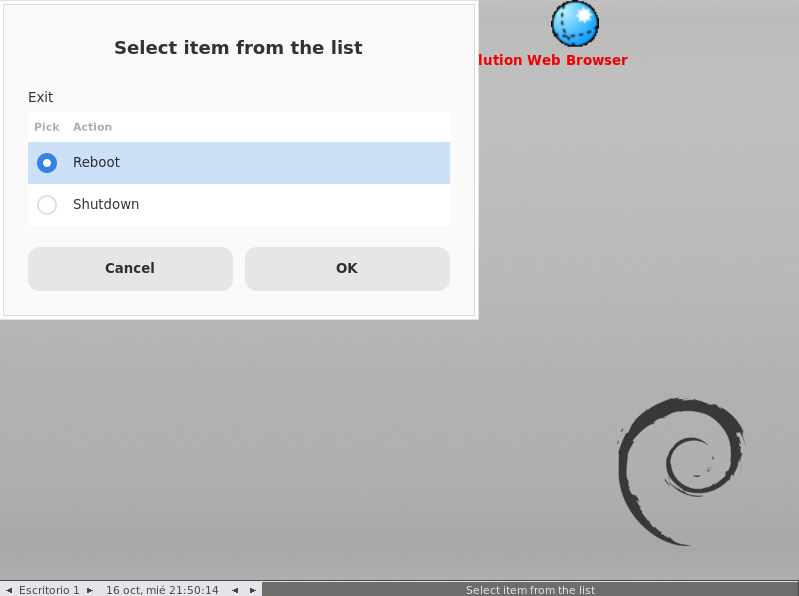 Select item from the list
lution Web Browser
Exit
Pick Action
Reboot
Shutdown
Cancel OK
Escritorio 1 16 oct, mié 21:50:14 Select item from the list